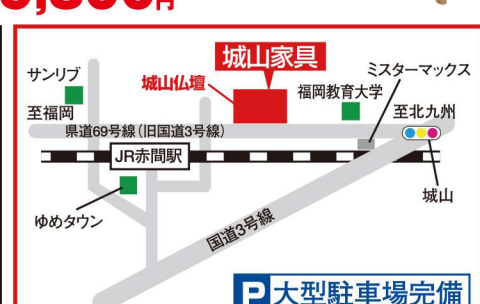 円
城山家具
サンリブ
城山仏壇
ミスターマックス
福岡教育大学
至福岡
至北九州
県道69号線(旧国道3号線)
JR赤間駅
城山
ゆめタウン
国道3号線
P大型駐車場完備